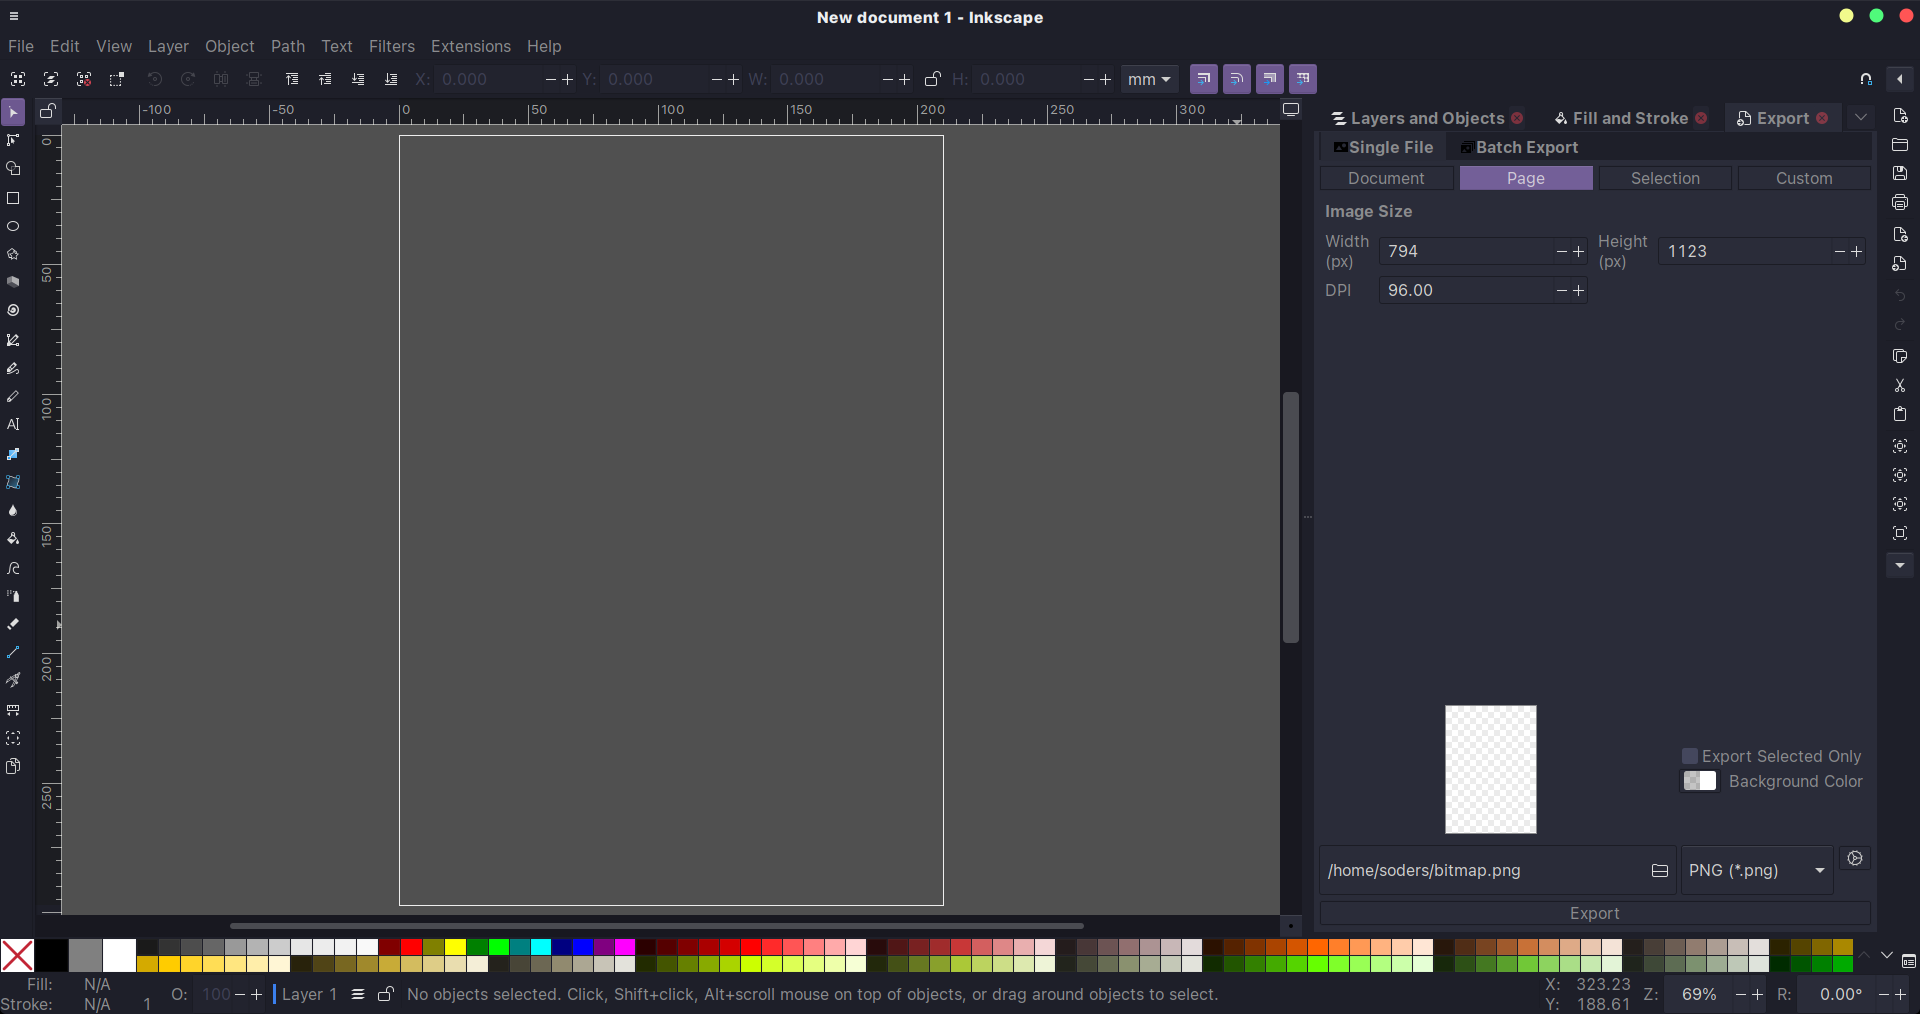 New document 1 - Inkscape
File Edit View Layer Object Path Text Filters Extensions Help
X: 0.000 Y: 0.000 W: 0.000 H: 0.000 mm
-100 -50 0 50 100 150 200 250 300
0
50
100
150
200
250
Layers and Objects Fill and Stroke Export
Single File Batch Export
Document Page Selection Custom
Image Size
Width (px) 794 Height (px) 1123
DPI 96.00
Export Selected Only
Background Color
/home/soders/bitmap.png PNG (*.png)
Export
Fill: N/A
Stroke: N/A 1
O: 100 Layer 1 No objects selected. Click, Shift+click, Alt+scroll mouse on top of objects, or drag around objects to select.
X: 323.23
Y: 188.61
Z: 69% R: 0.00°